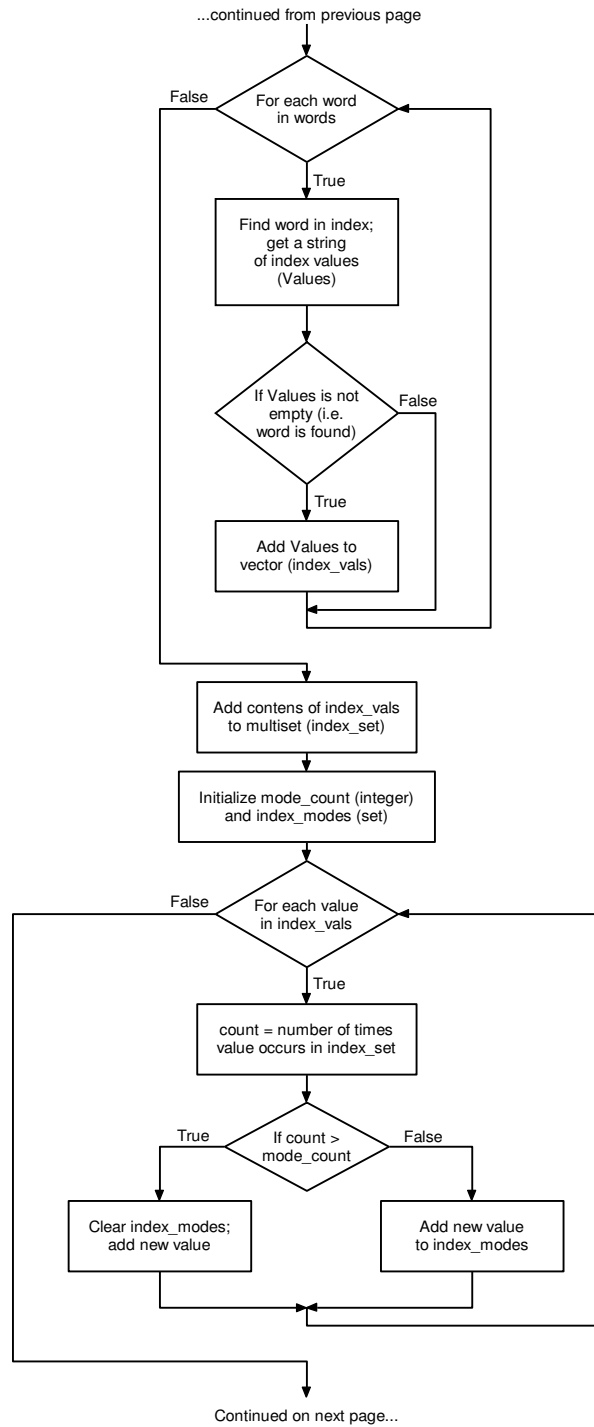 ...continued from previous page
For each word
in words
False
True
Find word in index;
get a string
of index values
(Values)
If Values is not
empty (i.e.
word is found)
False
True
Add Values to
vector (index_vals)
Add contens of index_vals
to multiset (index_set)
Initialize mode_count (integer)
and index_modes (set)
For each value
in index_vals
False
True
count = number of times
value occurs in index_set
If count >
mode_count
True
False
Clear index_modes;
add new value
Add new value
to index_modes
Continued on next page...